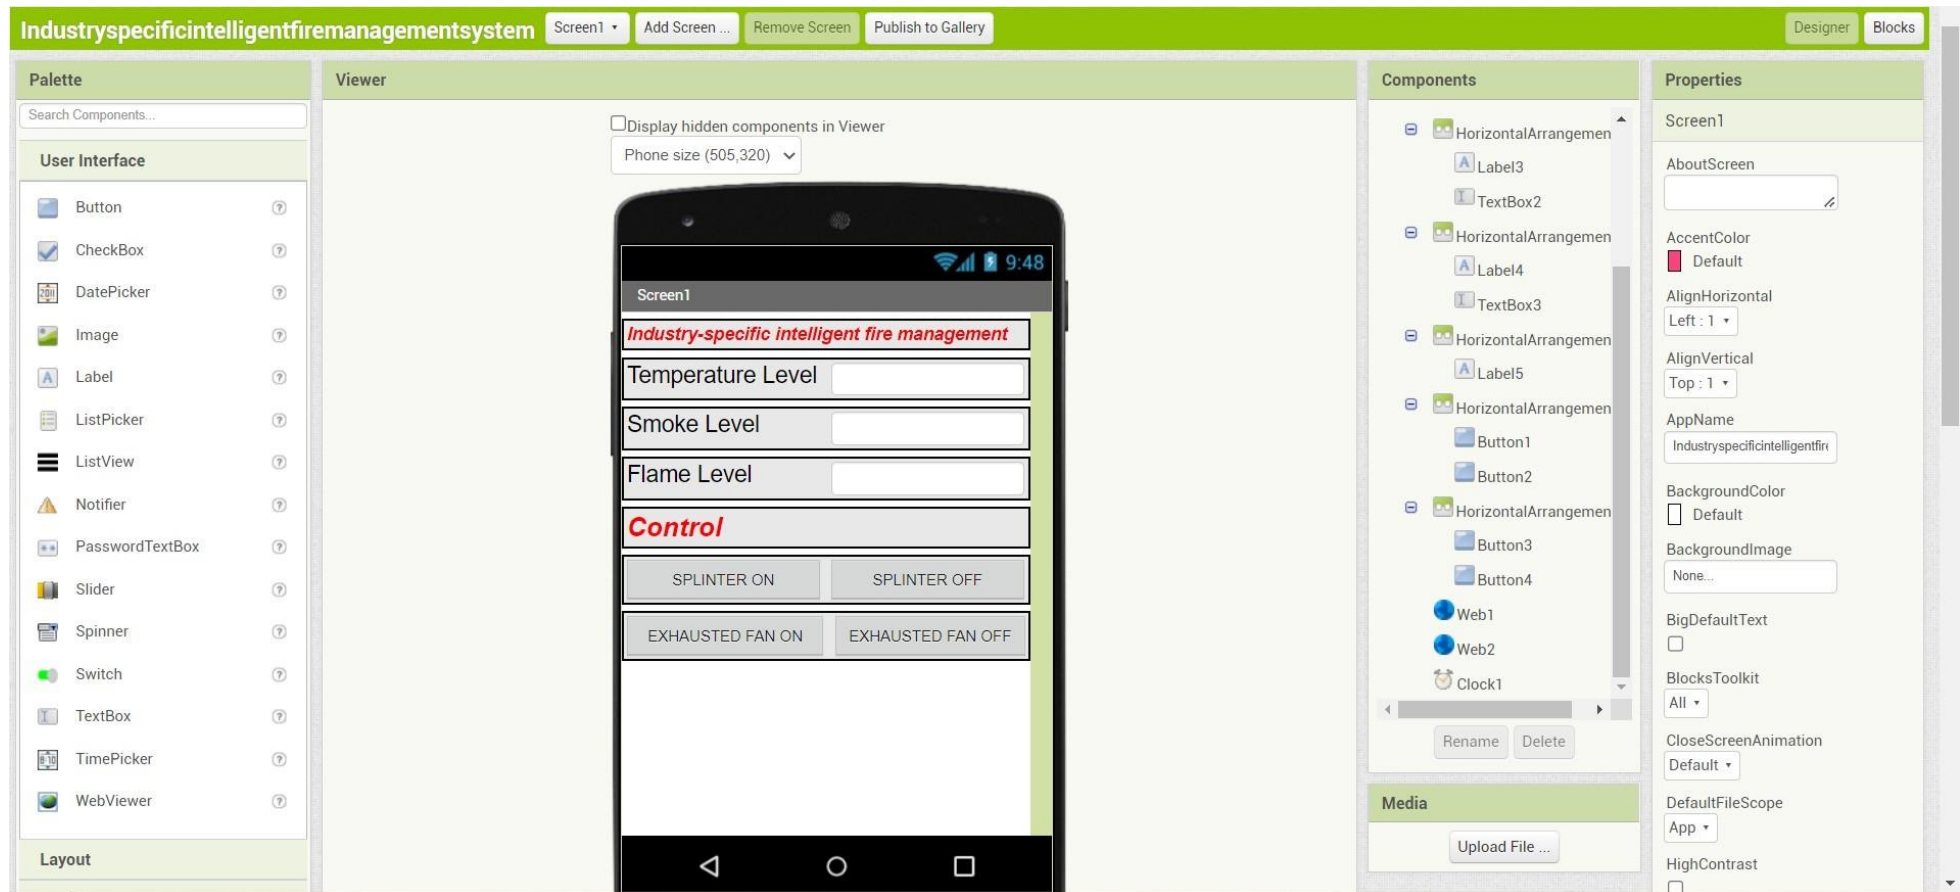 Industryspecificintelligentfiremanagementsystem Screen1 Add Screen ... Remove Screen Publish to Gallery Designer Blocks
Palette
Search Components...
User Interface
Button
CheckBox
DatePicker
Image
Label
ListPicker
ListView
Notifier
PasswordTextBox
Slider
Spinner
Switch
TextBox
TimePicker
WebViewer
Layout
Viewer
Display hidden components in Viewer
Phone size (505,320)
9:48
Screen1
Industry-specific intelligent fire management
Temperature Level
Smoke Level
Flame Level
Control
SPLINTER ON SPLINTER OFF
EXHAUSTED FAN ON EXHAUSTED FAN OFF
Components
HorizontalArrangemen
Label3
TextBox2
HorizontalArrangemen
Label4
TextBox3
HorizontalArrangemen
Label5
HorizontalArrangemen
Button1
Button2
HorizontalArrangemen
Button3
Button4
Web1
Web2
Clock1
Rename Delete
Media
Upload File ...
Properties
Screen1
AboutScreen
AccentColor
Default
AlignHorizontal
Left : 1
AlignVertical
Top : 1
AppName
Industryspecificintelligentfire
BackgroundColor
Default
BackgroundImage
None...
BigDefaultText
BlocksToolkit
All
CloseScreenAnimation
Default
DefaultFileScope
App
HighContrast